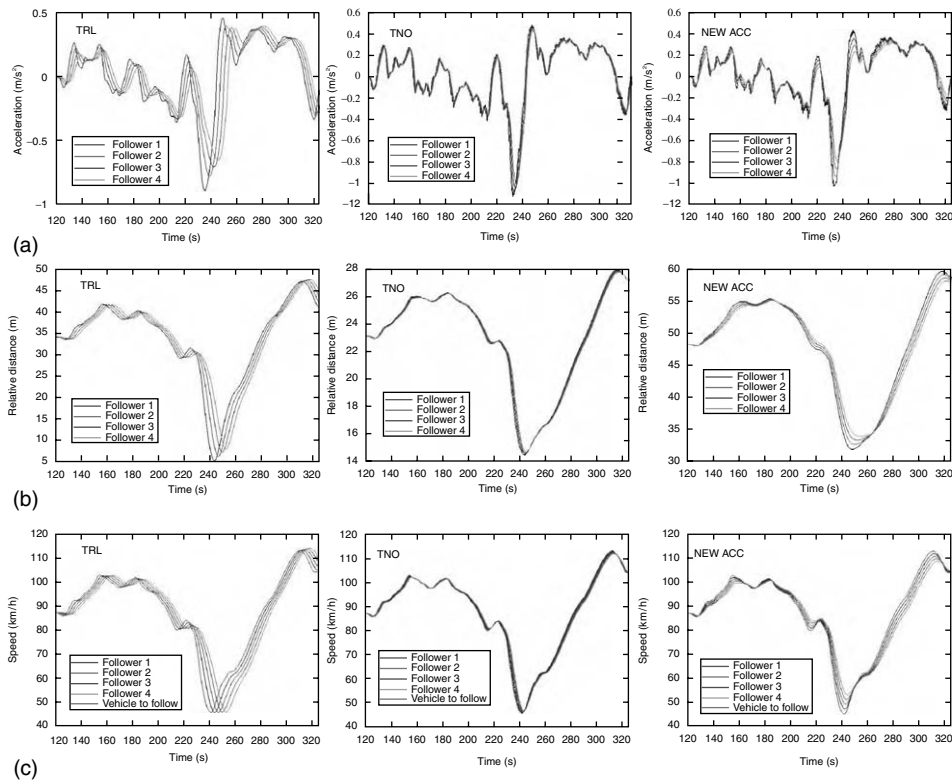 TRL
Acceleration (m/s²)
0.5
0
−0.5
−1
Follower 1
Follower 2
Follower 3
Follower 4
120 140 160 180 200 220 240 260 280 300 320
Time (s)
TNO
Acceleration (m/s²)
0.4
0.2
0
−0.2
−0.4
−0.6
−0.8
−1
−12
Follower 1
Follower 2
Follower 3
Follower 4
120 140 160 180 200 220 240 260 280 300 320
Time (s)
NEW ACC
Acceleration (m/s²)
0.6
0.4
0.2
0
−0.2
−0.4
−0.6
−0.8
−1
−12
Follower 1
Follower 2
Follower 3
Follower 4
120 140 160 180 200 220 240 260 280 300 320
Time (s)
(a)
TRL
Relative distance (m)
50
45
40
35
30
25
20
15
10
5
Follower 1
Follower 2
Follower 3
Follower 4
120 140 160 180 200 220 240 260 280 300 320
Time (s)
TNO
Relative distance (m)
28
26
24
22
20
18
16
14
Follower 1
Follower 2
Follower 3
Follower 4
120 140 160 180 200 220 240 260 280 300 320
Time (s)
NEW ACC
Relative distance (m)
60
55
50
45
40
35
30
Follower 1
Follower 2
Follower 3
Follower 4
120 140 160 180 200 220 240 260 280 300 320
Time (s)
(b)
TRL
Speed (km/h)
120
110
100
90
80
70
60
50
40
Follower 1
Follower 2
Follower 3
Follower 4
Vehicle to follow
120 140 160 180 200 220 240 260 280 300 320
Time (s)
TNO
Speed (km/h)
120
110
100
90
80
70
60
50
40
Follower 1
Follower 2
Follower 3
Follower 4
Vehicle to follow
120 140 160 180 200 220 240 260 280 300 320
Time (s)
NEW ACC
Speed (km/h)
120
110
100
90
80
70
60
50
40
Follower 1
Follower 2
Follower 3
Follower 4
Vehicle to follow
120 140 160 180 200 220 240 260 280 300 320
Time (s)
(c)